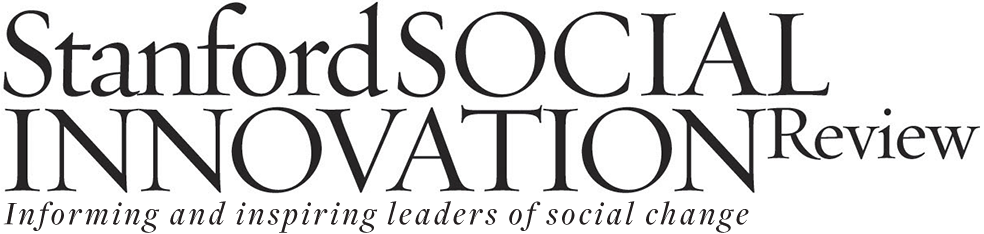 Stanford SOCIAL
INNOVATION Review
Informing and inspiring leaders of social change